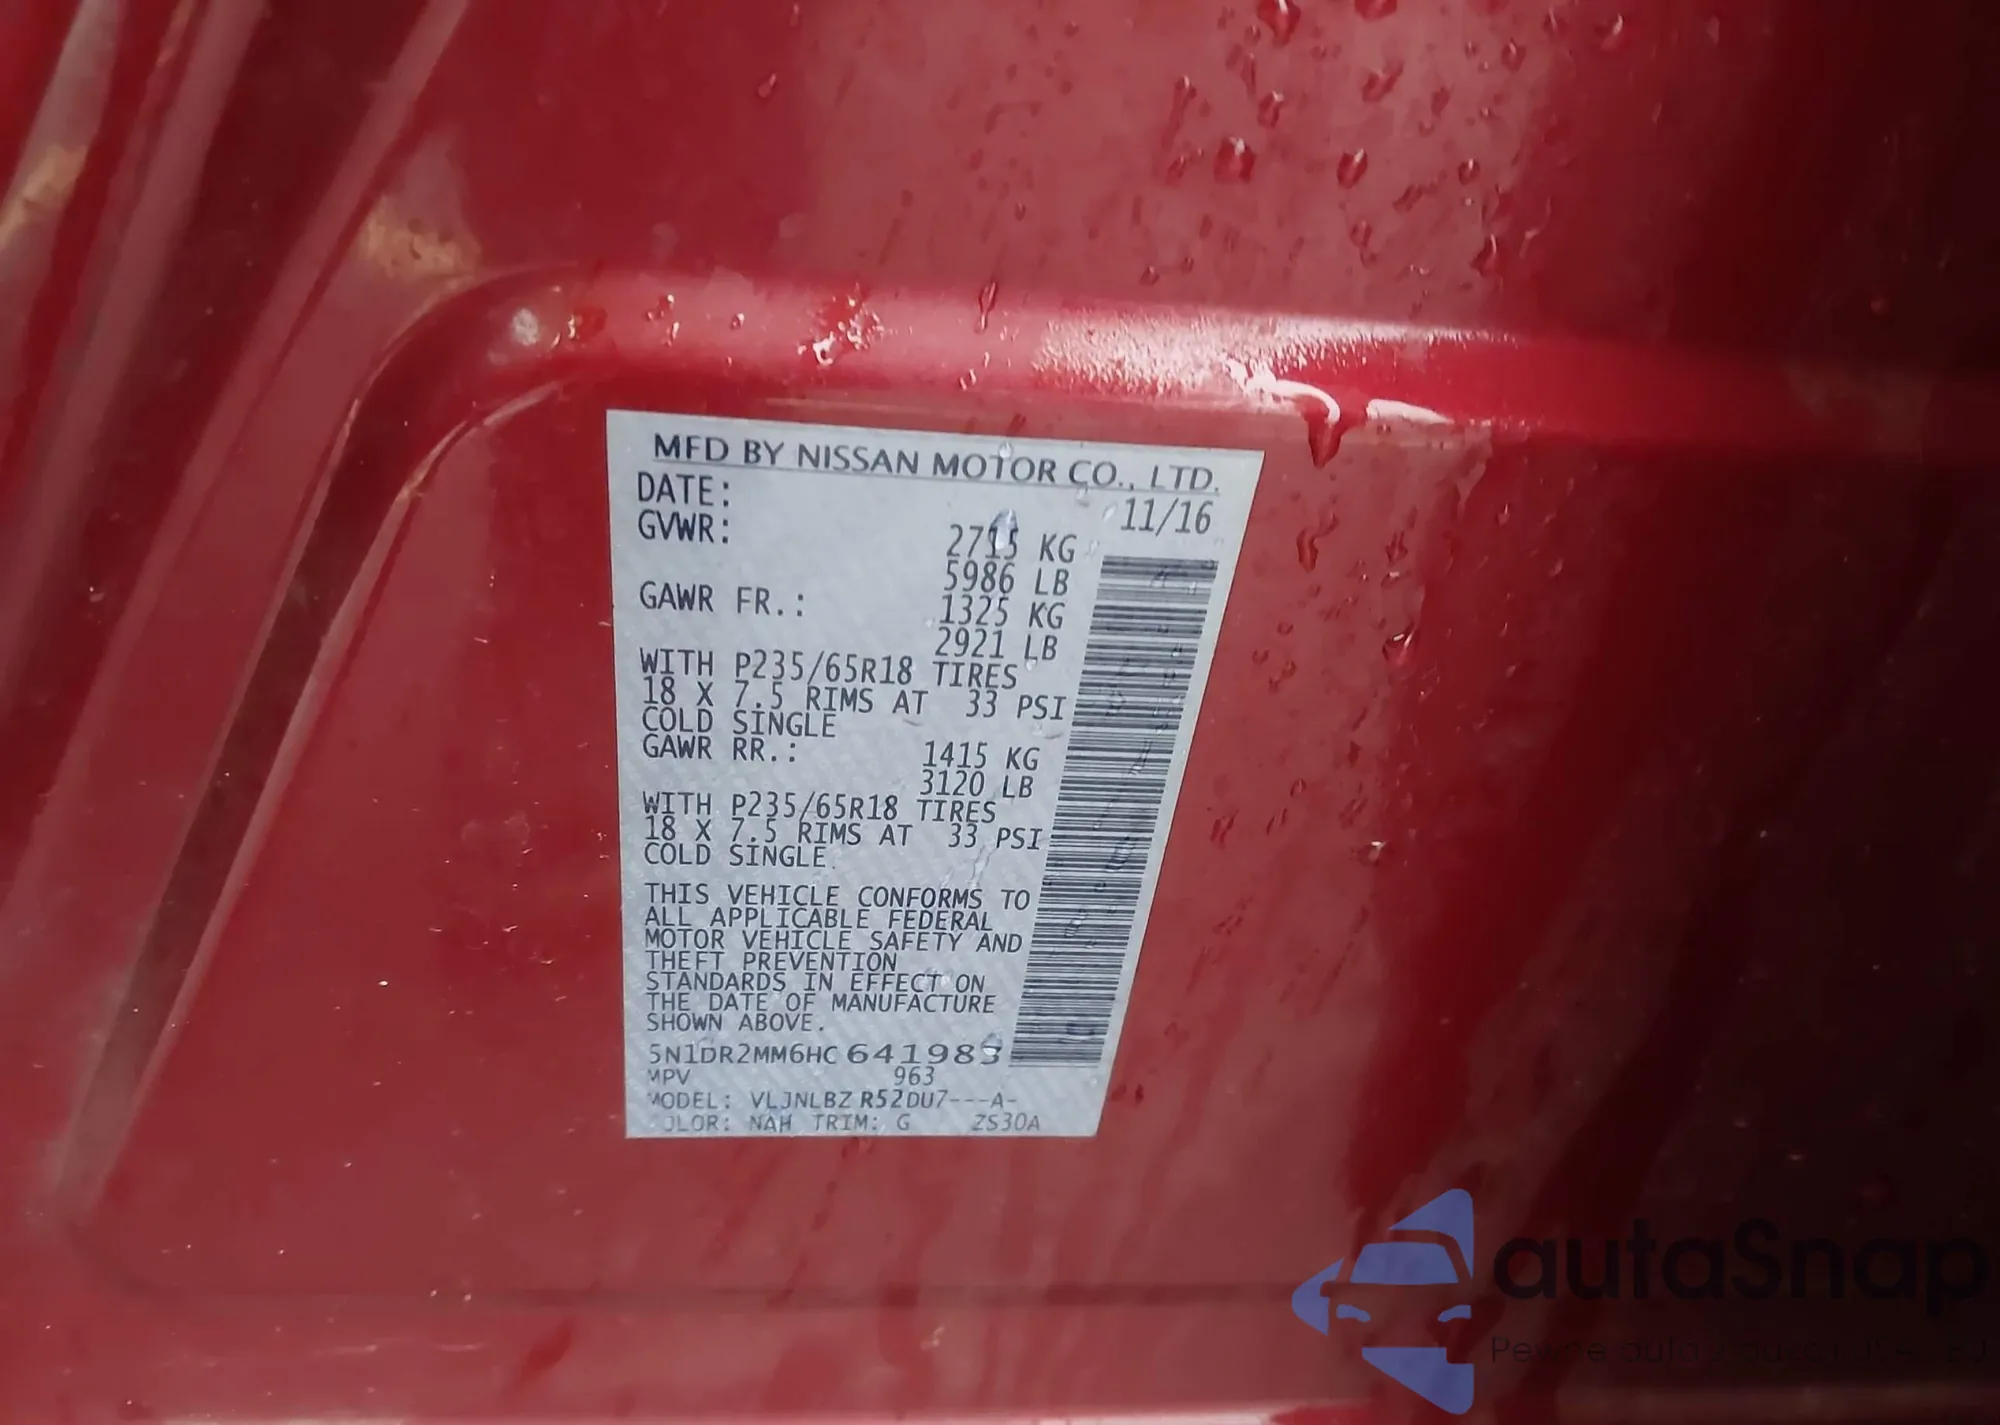 MFD BY NISSAN MOTOR CO., LTD.
DATE: 11/16
GVWR: 2715 KG
5986 LB
GAWR FR.: 1325 KG
2921 LB
WITH P235/65R18 TIRES
18 X 7.5 RIMS AT 33 PSI
COLD SINGLE
GAWR RR.: 1415 KG
3120 LB
WITH P235/65R18 TIRES
18 X 7.5 RIMS AT 33 PSI
COLD SINGLE
THIS VEHICLE CONFORMS TO
ALL APPLICABLE FEDERAL
MOTOR VEHICLE SAFETY AND
THEFT PREVENTION
STANDARDS IN EFFECT ON
THE DATE OF MANUFACTURE
SHOWN ABOVE.
5N1DR2MM6HC641983
MPV 963
MODEL: VLJNLBZ R52DU7---A-
COLOR: NAH TRIM: G ZS30A
autaSnap
auta z